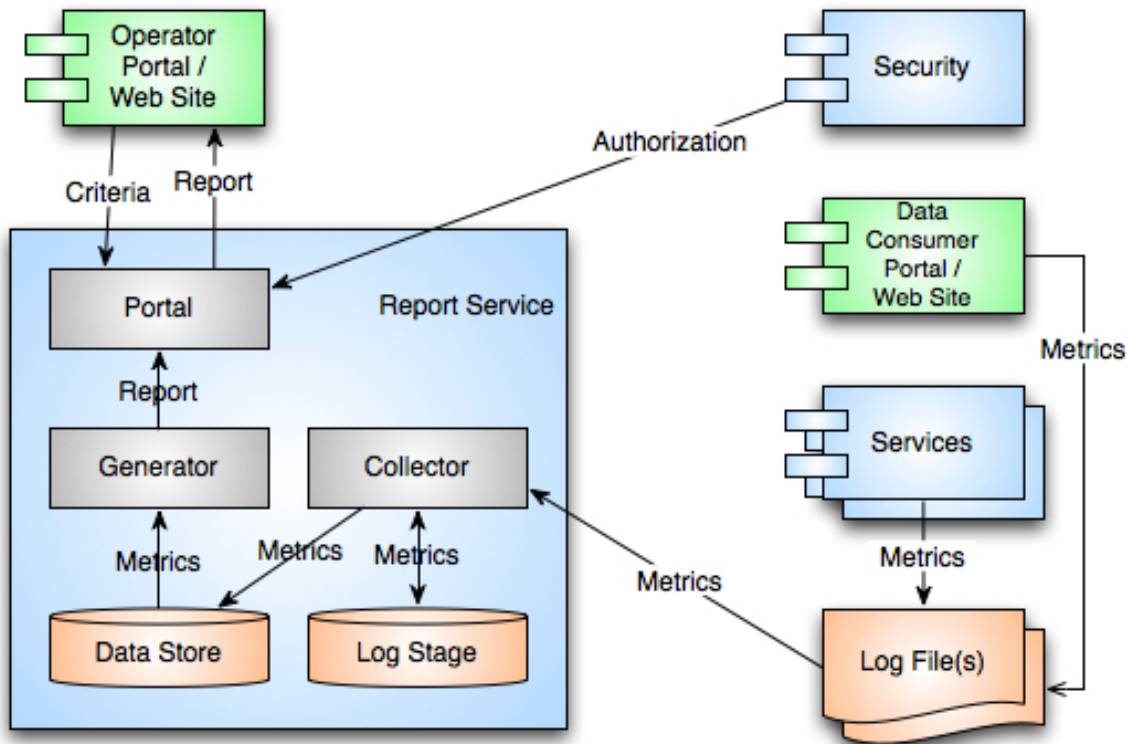 Operator
Portal /
Web Site
Security
Authorization
Criteria
Report
Data
Consumer
Portal /
Web Site
Portal
Report Service
Metrics
Report
Generator
Collector
Services
Metrics
Metrics
Metrics
Metrics
Metrics
Data Store
Log Stage
Log File(s)